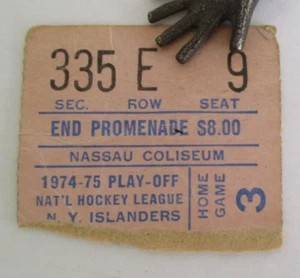 335 E 9
SEC. ROW SEAT
END PROMENADE $8.00
NASSAU COLISEUM
1974-75 PLAY-OFF
NAT'L HOCKEY LEAGUE
N. Y. ISLANDERS
HOME
GAME
3